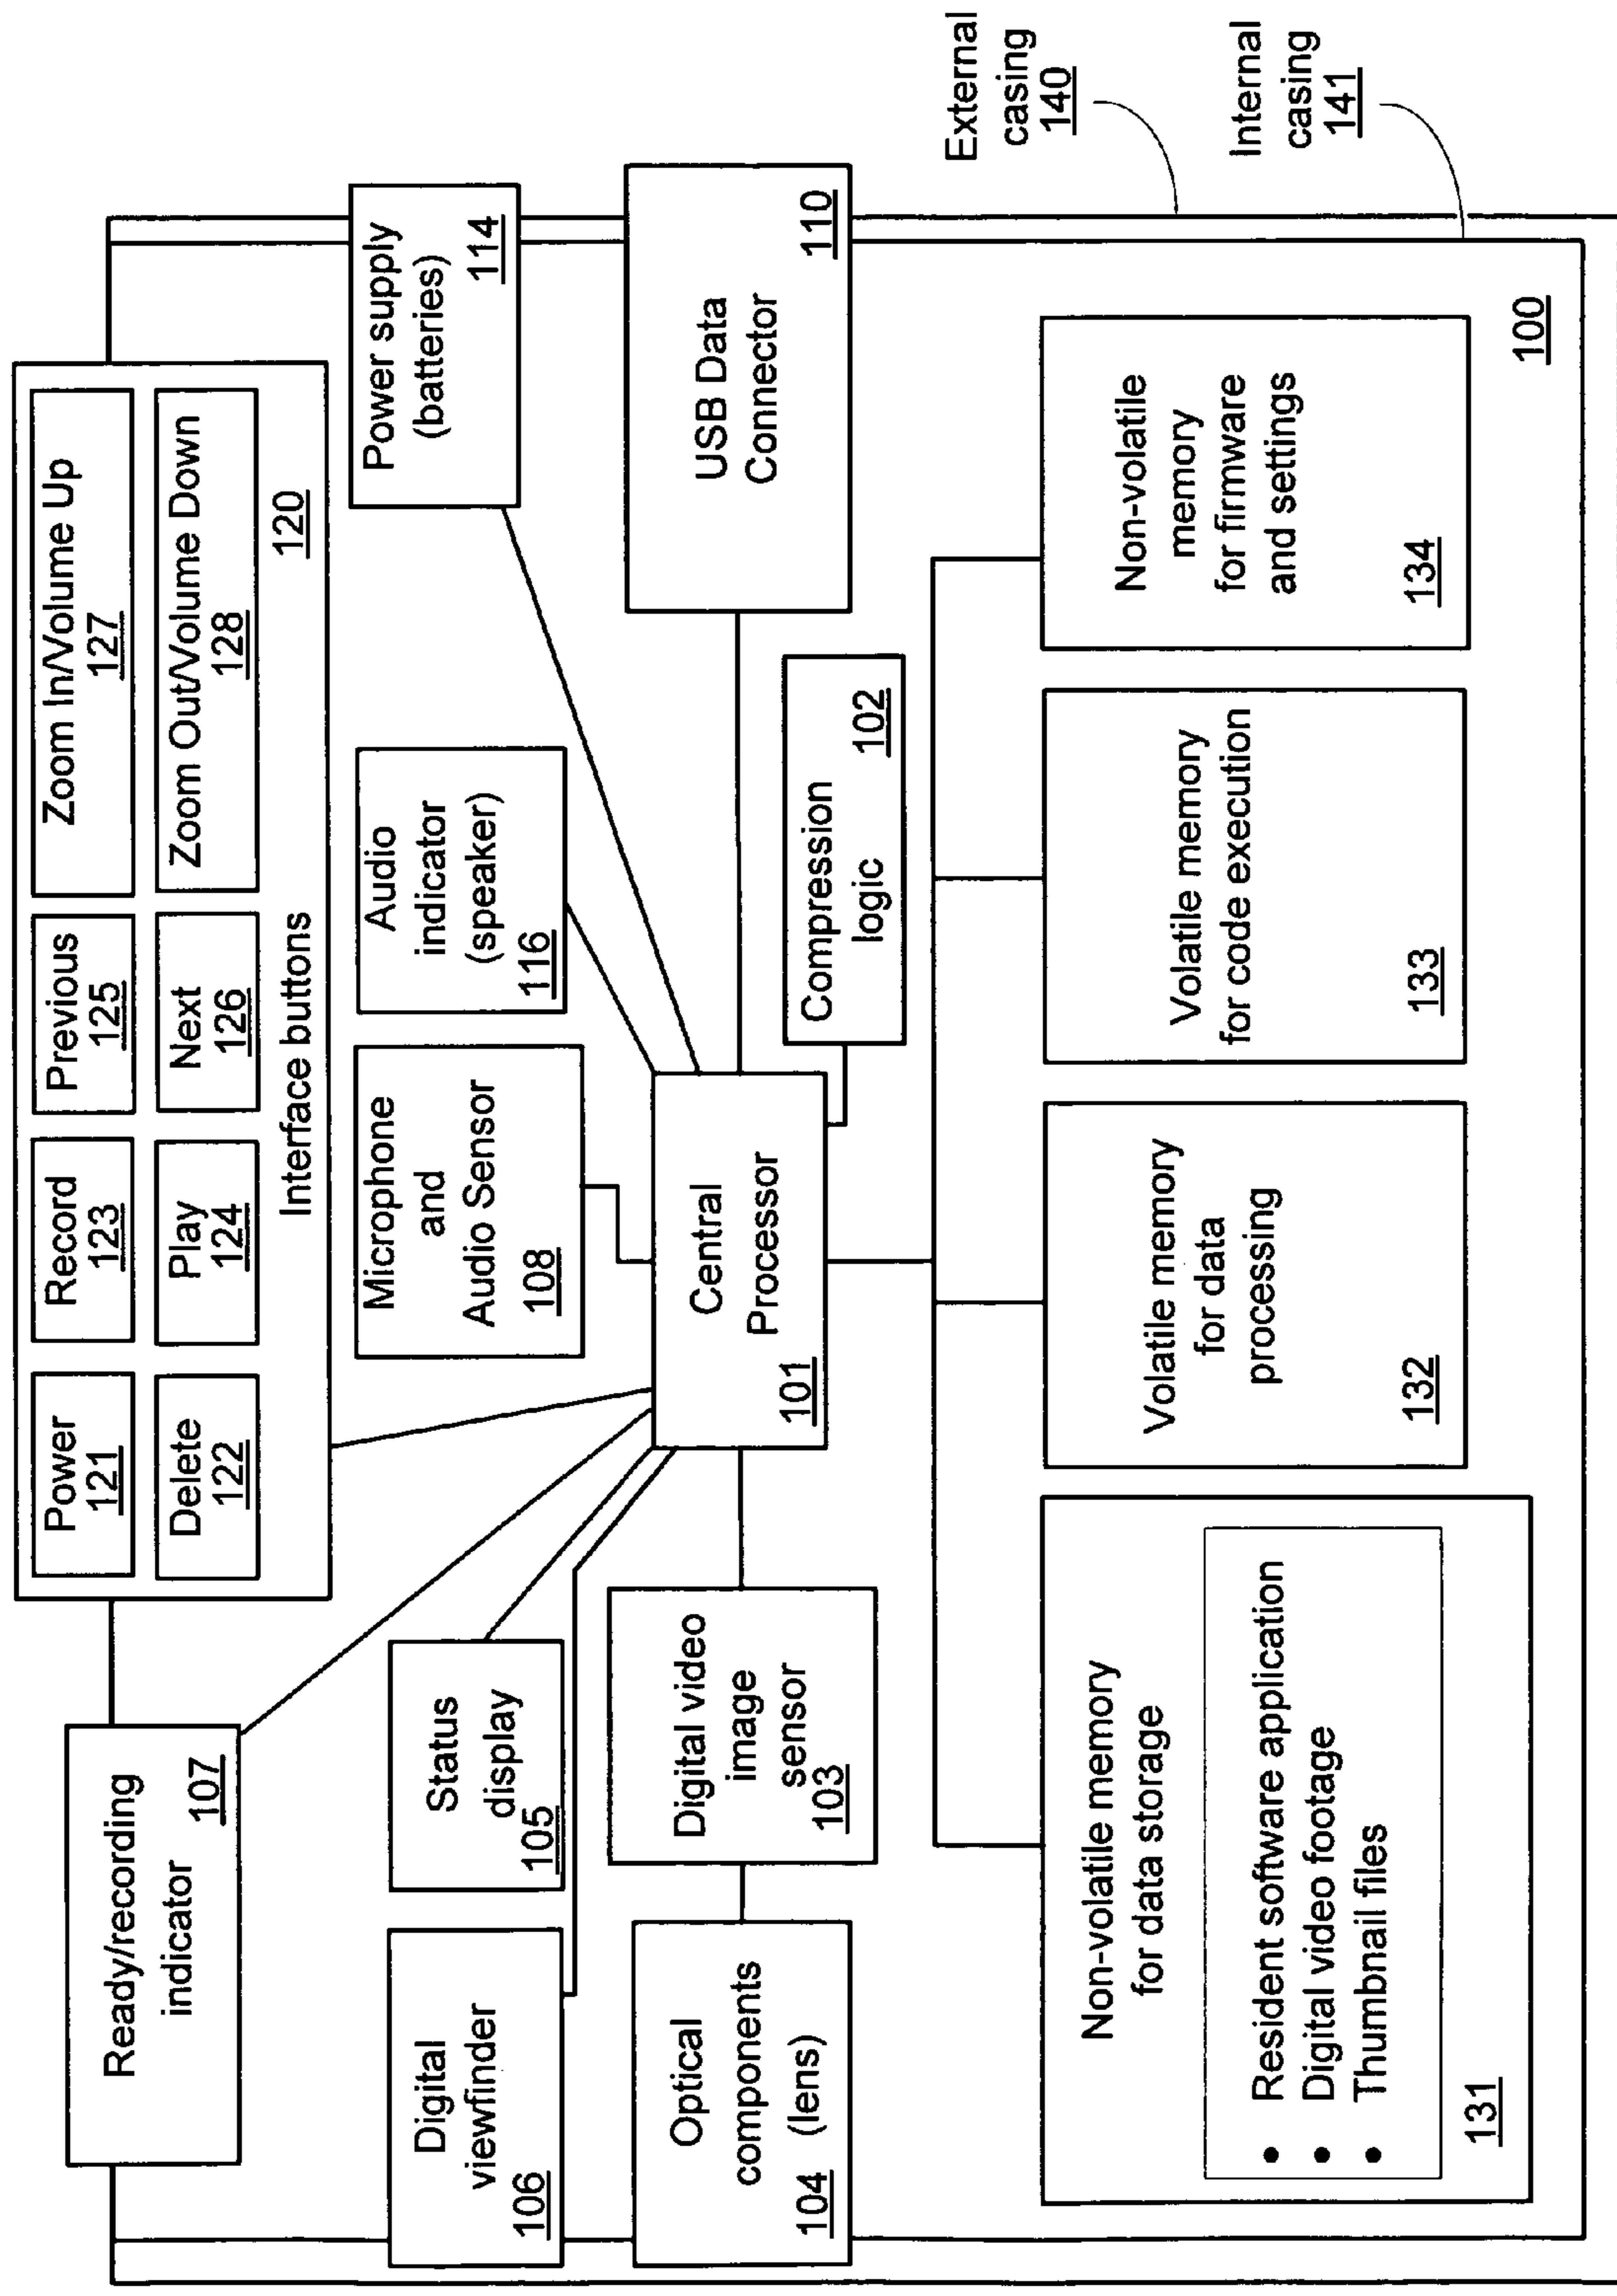 Ready/recording
indicator
107
Power
121
Record
123
Previous
125
Zoom In/Volume Up
127
Delete
122
Play
124
Next
126
Zoom Out/Volume Down
128
Interface buttons
120
Digital
viewfinder
106
Status
display
105
Microphone
and
Audio Sensor
108
Audio
indicator
(speaker)
116
Power supply
(batteries)
114
Optical
components
(lens)
104
Digital video
image
sensor
103
Central
Processor
101
Compression
logic
102
USB Data
Connector
110
Non-volatile memory
for data storage
• Resident software application
• Digital video footage
• Thumbnail files
131
Volatile memory
for data
processing
132
Volatile memory
for code execution
133
Non-volatile
memory
for firmware
and settings
134
100
External
casing
140
Internal
casing
141